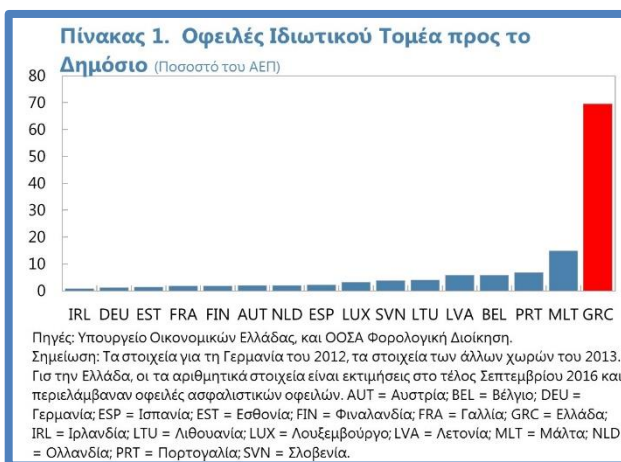 Πίνακας 1. Οφειλές Ιδιωτικού Τομέα προς το
Δημόσιο (Ποσοστό του ΑΕΠ)
80
70
60
50
40
30
20
10
0
IRL DEU EST FRA FIN AUT NLD ESP LUX SVN LTU LVA BEL PRT MLT GRC
Πηγές: Υπουργείο Οικονομικών Ελλάδας, και ΟΟΣΑ Φορολογική Διοίκηση.
Σημείωση: Τα στοιχεία για τη Γερμανία του 2012, τα στοιχεία των άλλων χωρών του 2013.
Γισ την Ελλάδα, οι τα αριθμητικά στοιχεία είναι εκτιμήσεις στο τέλος Σεπτεμβρίου 2016 και
περιελάμβαναν οφειλές ασφαλιστικών οφειλών. AUT = Αυστρία; BEL = Βέλγιο; DEU =
Γερμανία; ESP = Ισπανία; EST = Εσθονία; FIN = Φιναλανδία; FRA = Γαλλία; GRC = Ελλάδα;
IRL = Ιρλανδία; LTU = Λιθουανία; LUX = Λουξεμβούργο; LVA = Λετονία; MLT = Μάλτα; NLD
= Ολλανδία; PRT = Πορτογαλία; SVN = Σλοβενία.